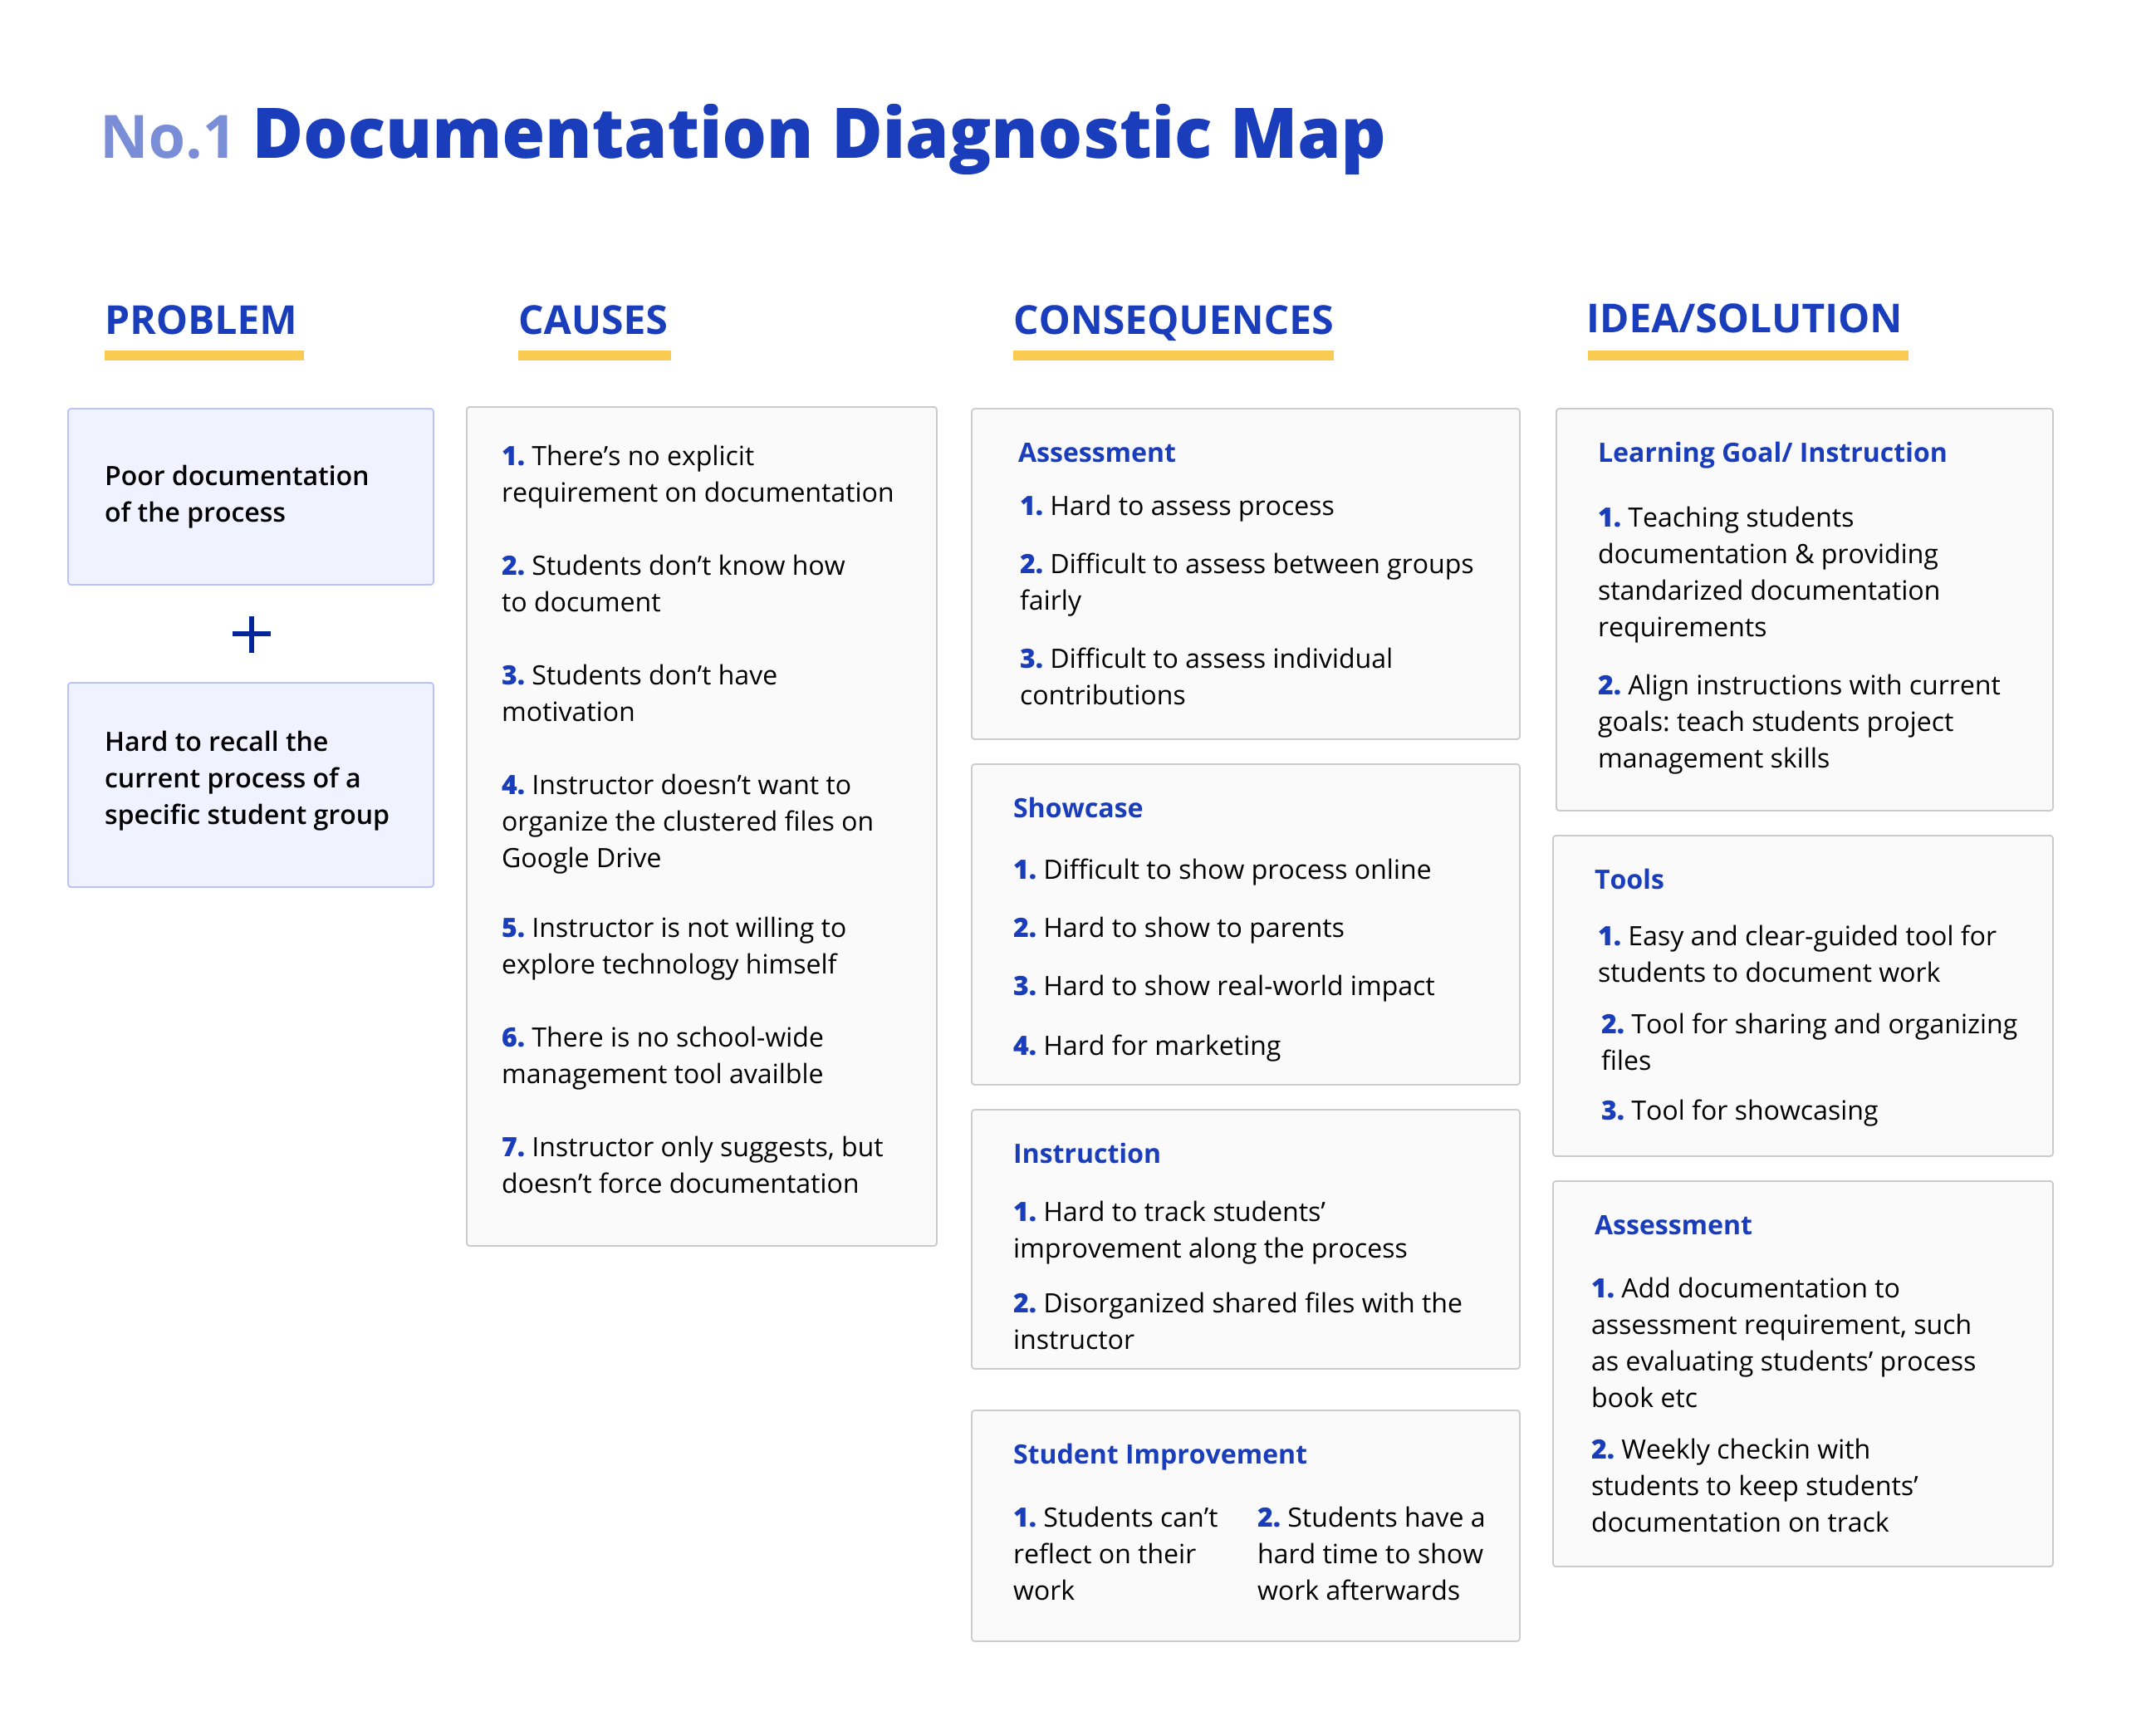 No.1 Documentation Diagnostic Map
PROBLEM
Poor documentation
of the process
+
Hard to recall the
current process of a
specific student group
CAUSES
1. There’s no explicit
requirement on documentation
2. Students don’t know how
to document
3. Students don’t have
motivation
4. Instructor doesn’t want to
organize the clustered files on
Google Drive
5. Instructor is not willing to
explore technology himself
6. There is no school-wide
management tool availble
7. Instructor only suggests, but
doesn’t force documentation
CONSEQUENCES
Assessment
1. Hard to assess process
2. Difficult to assess between groups
fairly
3. Difficult to assess individual
contributions
Showcase
1. Difficult to show process online
2. Hard to show to parents
3. Hard to show real-world impact
4. Hard for marketing
Instruction
1. Hard to track students’
improvement along the process
2. Disorganized shared files with the
instructor
Student Improvement
1. Students can’t
reflect on their
work
2. Students have a
hard time to show
work afterwards
IDEA/SOLUTION
Learning Goal/ Instruction
1. Teaching students
documentation & providing
standarized documentation
requirements
2. Align instructions with current
goals: teach students project
management skills
Tools
1. Easy and clear-guided tool for
students to document work
2. Tool for sharing and organizing
files
3. Tool for showcasing
Assessment
1. Add documentation to
assessment requirement, such
as evaluating students’ process
book etc
2. Weekly checkin with
students to keep students’
documentation on track